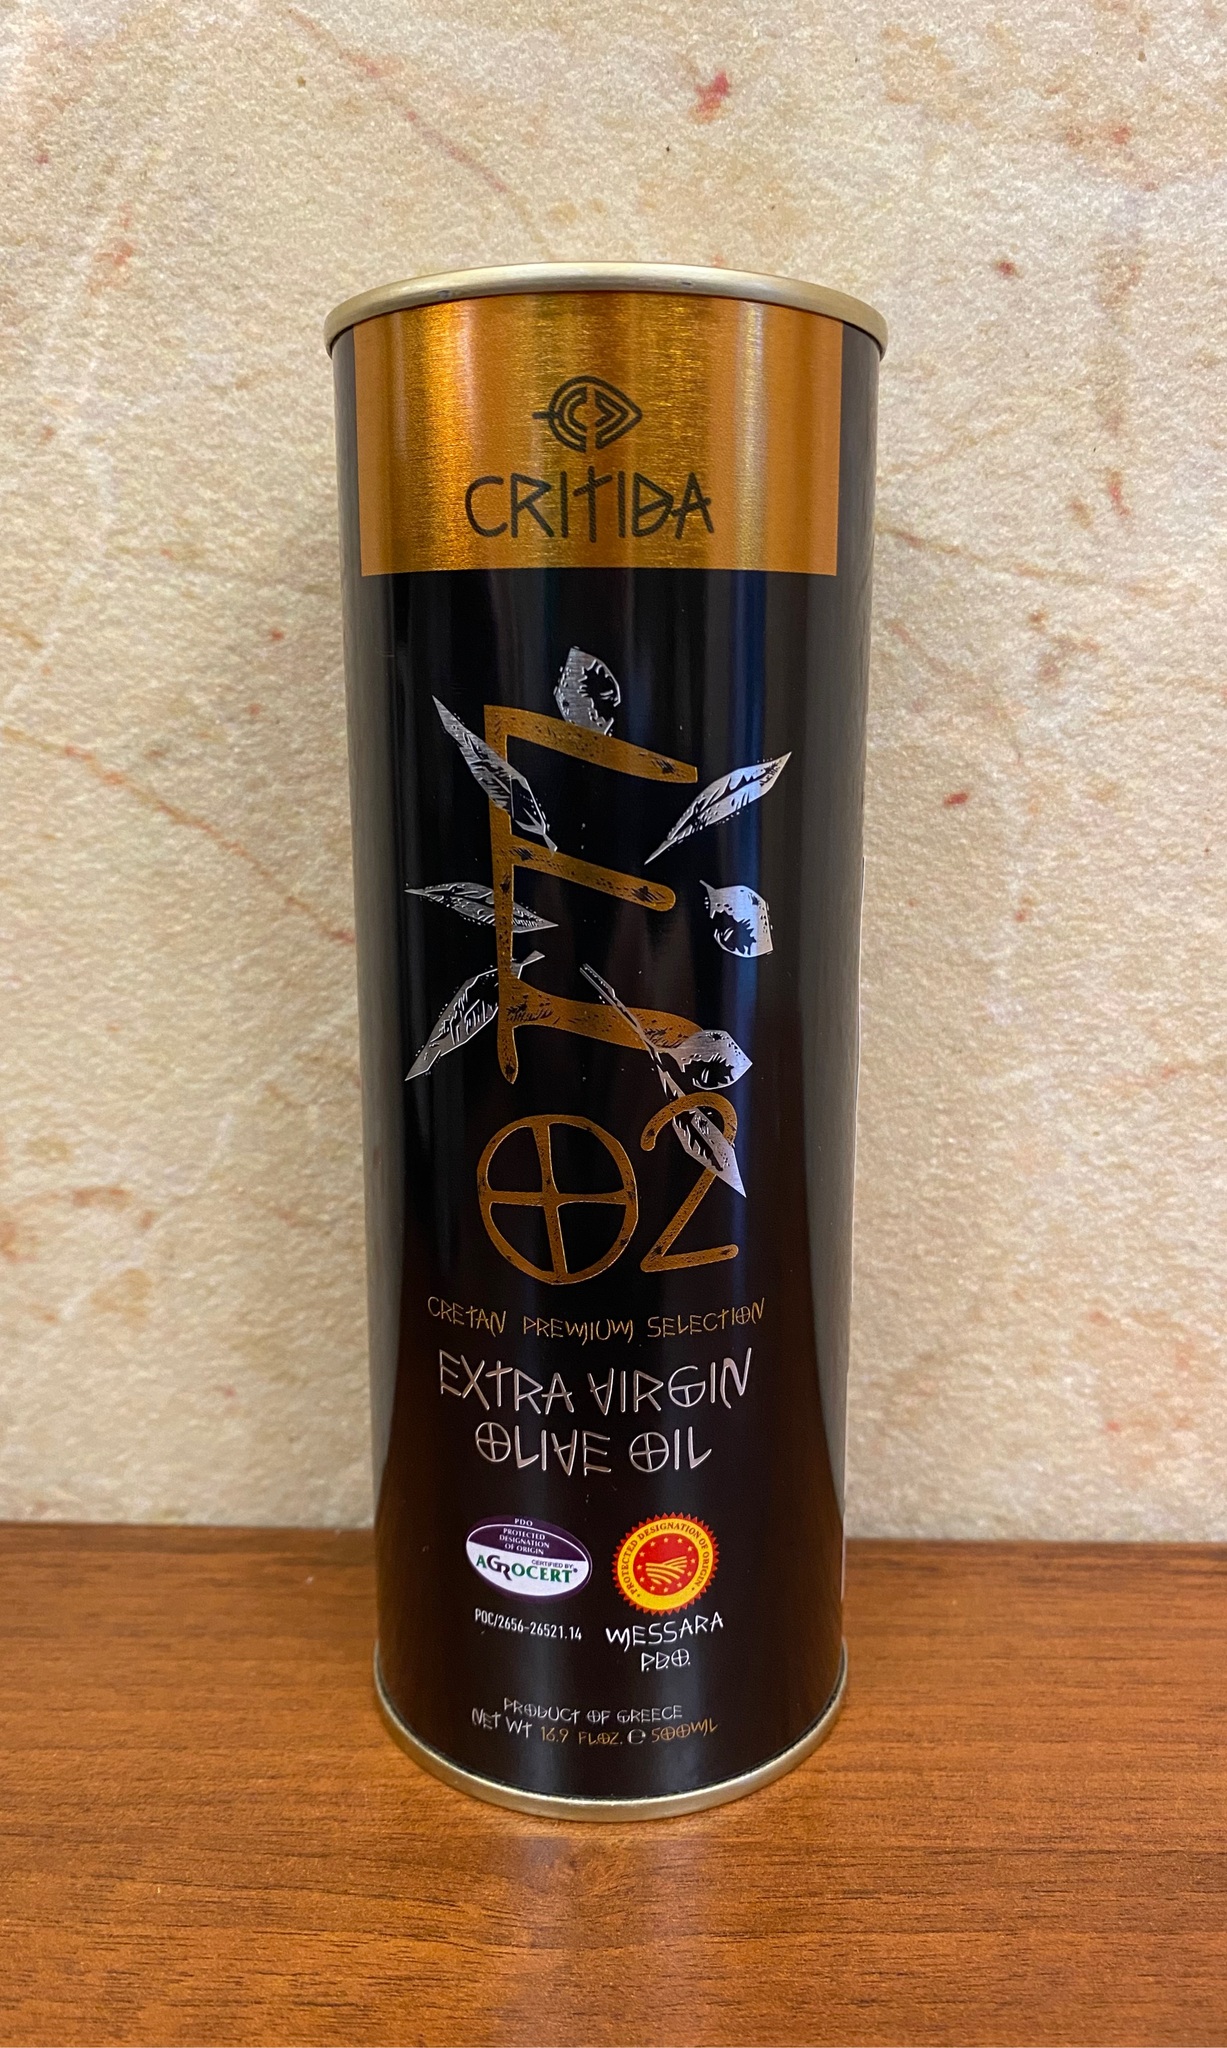 CRITIDA
02
CRETAN PREMIUM SELECTION
EXTRA VIRGIN
OLIVE OIL
PDO
PROTECTED
DESIGNATION
OF ORIGIN
CERTIFIED BY:
AGROCERT®
POC/2656-26521.14
PROTECTED DESIGNATION OF ORIGIN
MESSARA
P.D.O.
PRODUCT OF GREECE
NET WT 16.9 FL.OZ. ℮ 500ML